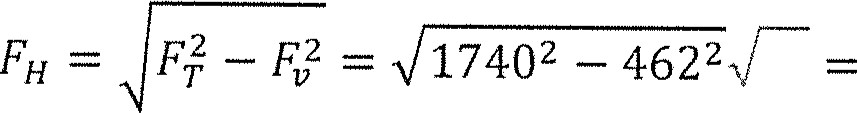 F_H = √(F_T² − F_v²) = √(1740² − 462²)√ =